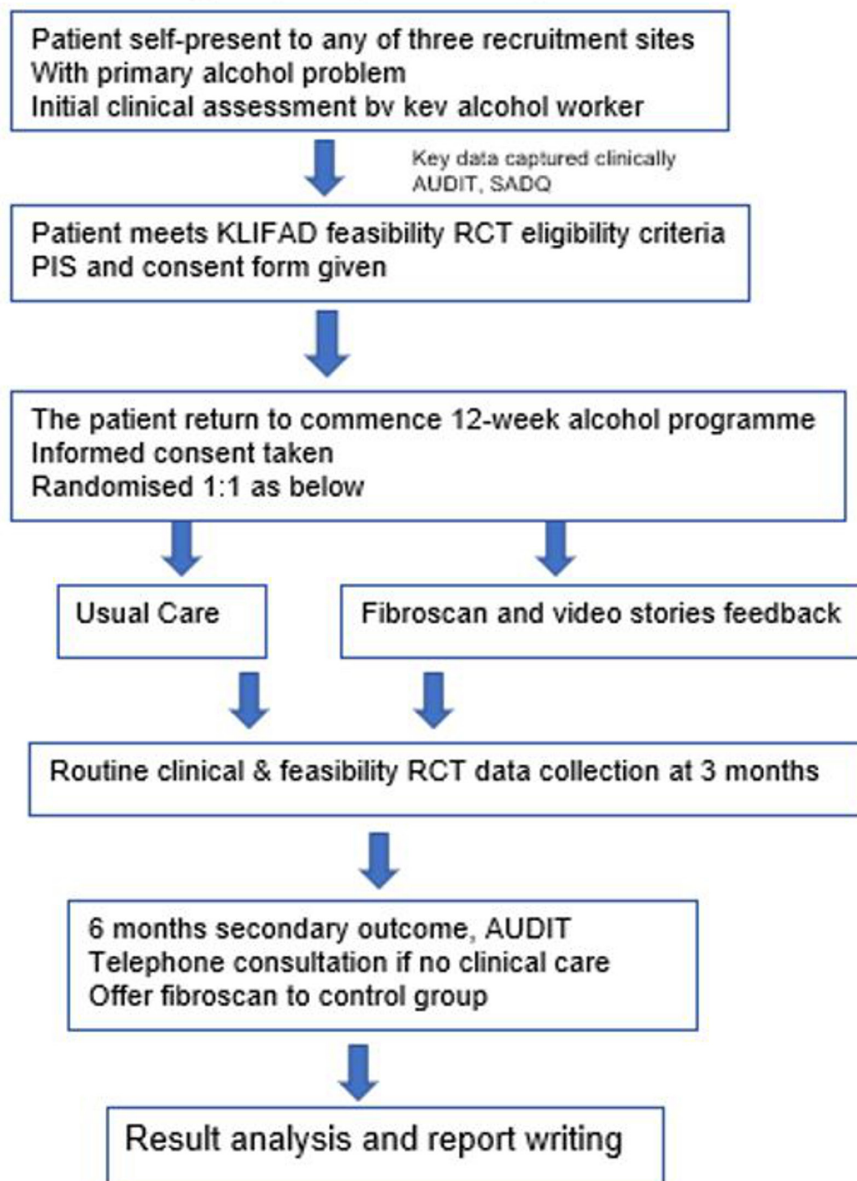 Patient self-present to any of three recruitment sites
With primary alcohol problem
Initial clinical assessment bv kev alcohol worker
Key data captured clinically
AUDIT, SADQ
Patient meets KLIFAD feasibility RCT eligibility criteria
PIS and consent form given
The patient return to commence 12-week alcohol programme
Informed consent taken
Randomised 1:1 as below
Usual Care
Fibroscan and video stories feedback
Routine clinical & feasibility RCT data collection at 3 months
6 months secondary outcome, AUDIT
Telephone consultation if no clinical care
Offer fibroscan to control group
Result analysis and report writing